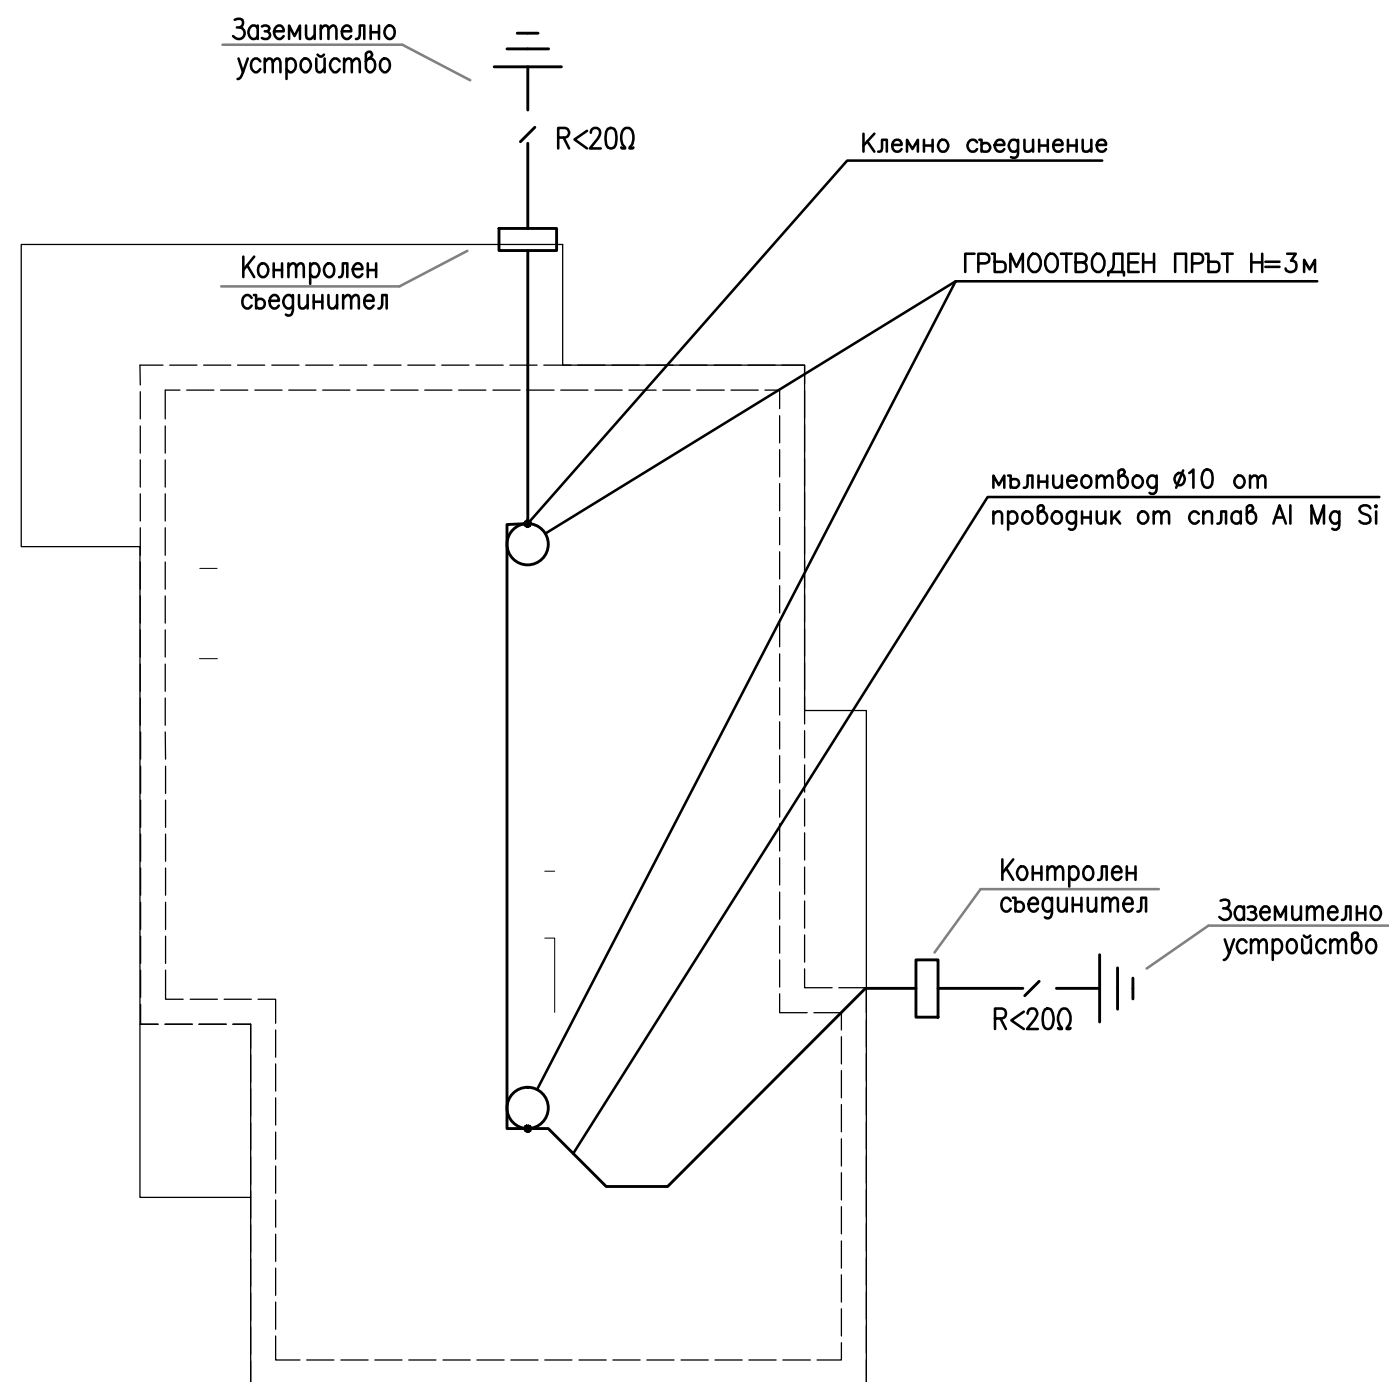 Заземително
устройство
R<20Ω
Клемно съединение
Контролен
съединител
ГРЪМООТВОДЕН ПРЪТ H=3м
мълниеотвод ø10 от
проводник от сплав Al Mg Si
Контролен
съединител
Заземително
устройство
R<20Ω